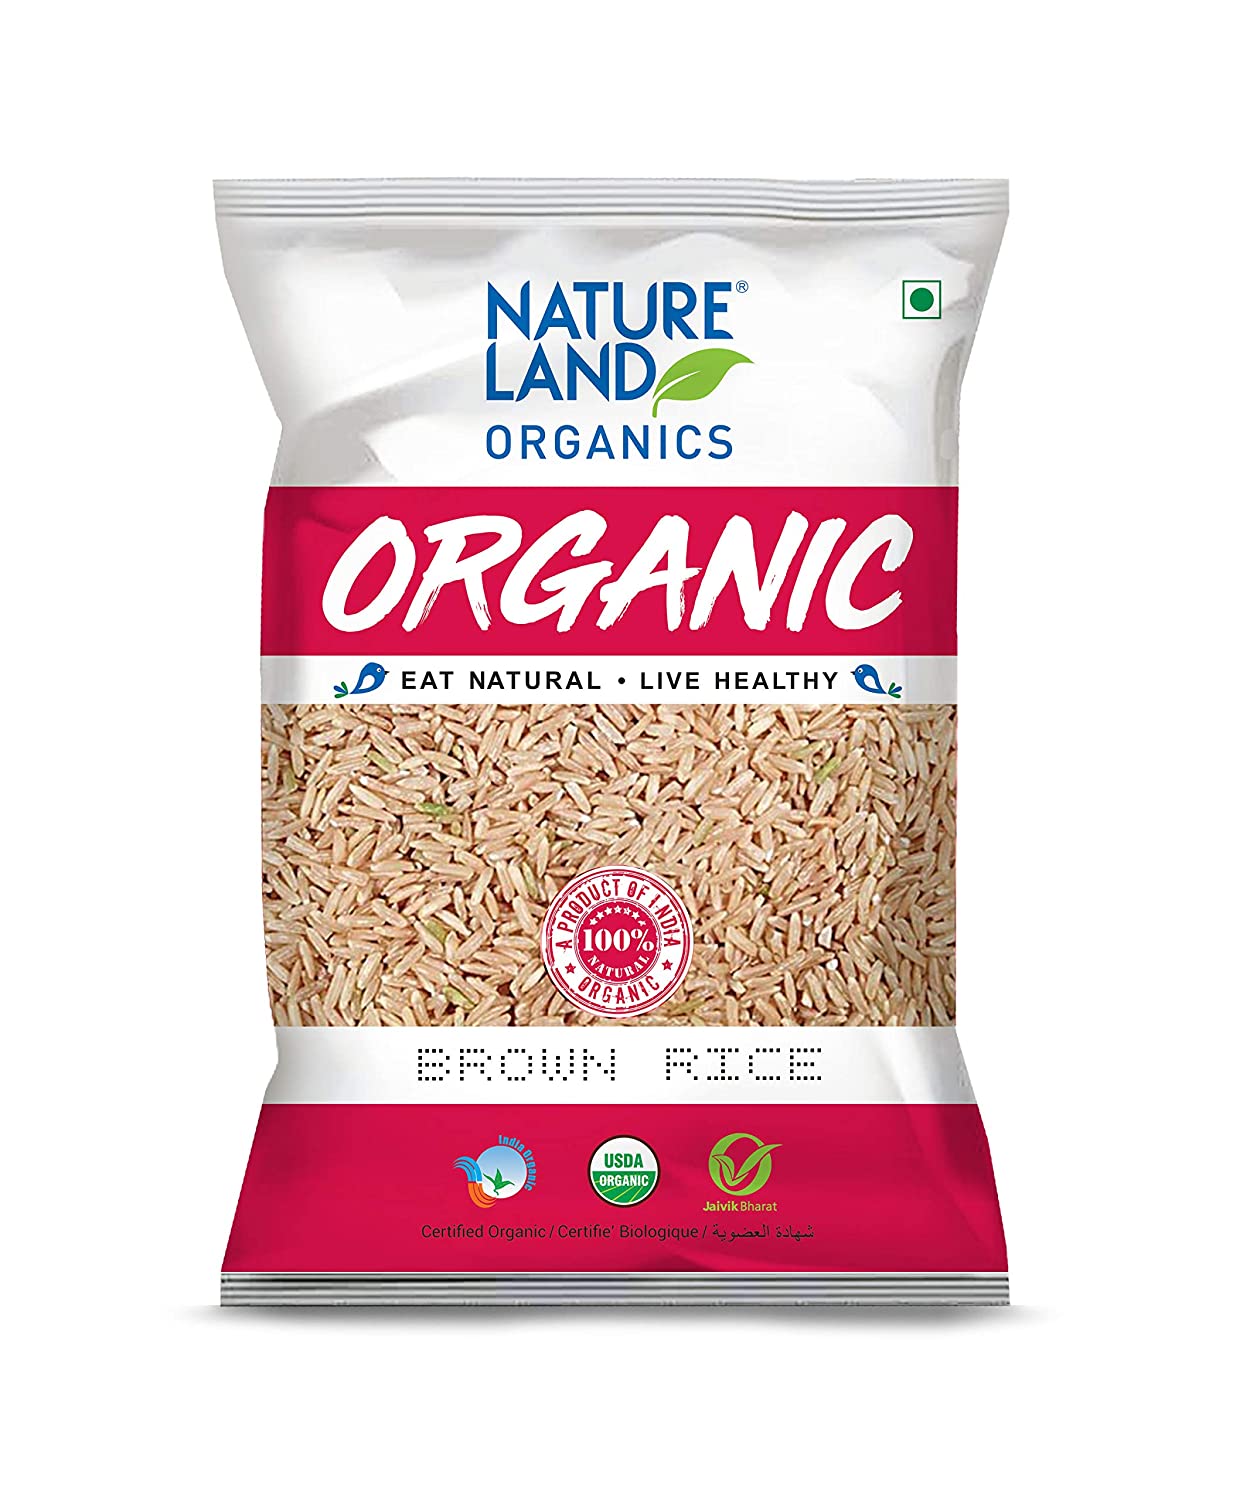 NATURE®
LAND
ORGANICS
ORGANIC
EAT NATURAL • LIVE HEALTHY
A PRODUCT OF INDIA
100%
NATURAL
ORGANIC
BROWN RICE
India Organic
USDA
ORGANIC
Jaivik Bharat
Certified Organic / Certifie' Biologique / شهادة العضوية